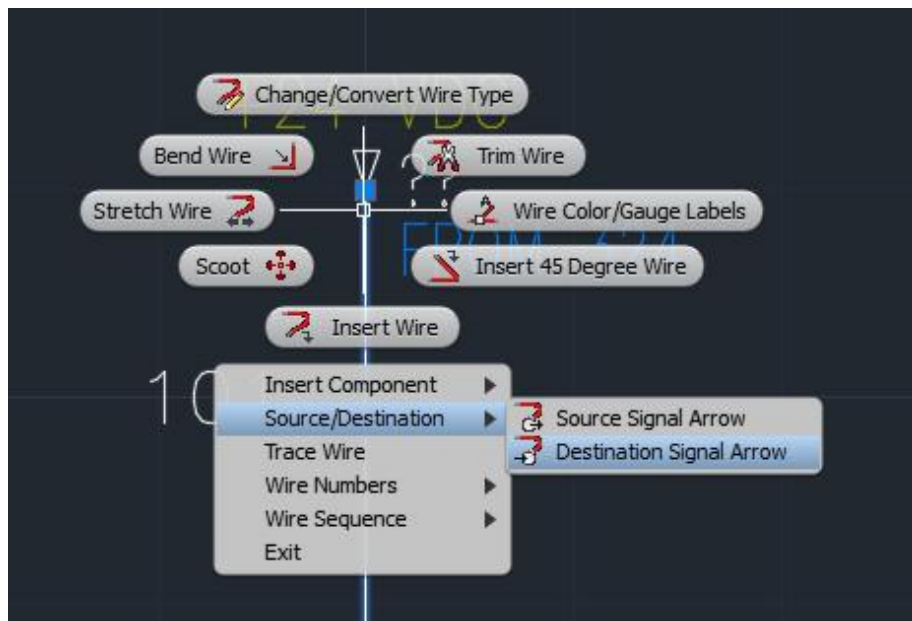 Change/Convert Wire Type
+24 VDC
Bend Wire
Trim Wire
Stretch Wire
Wire Color/Gauge Labels
Scoot
Insert 45 Degree Wire
Insert Wire
Insert Component
Source/Destination
Source Signal Arrow
Trace Wire
Destination Signal Arrow
Wire Numbers
Wire Sequence
Exit